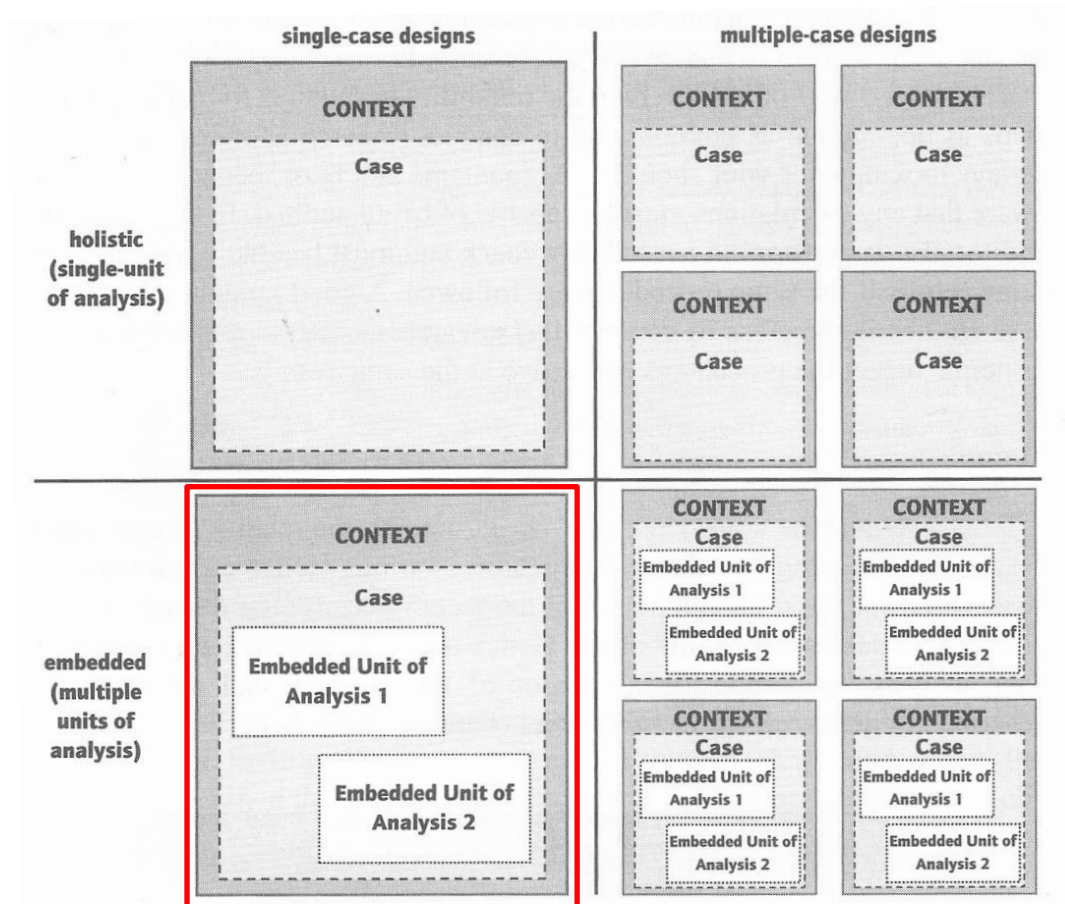 single-case designs
multiple-case designs
holistic
(single-unit
of analysis)
CONTEXT
Case
CONTEXT
Case
CONTEXT
Case
CONTEXT
Case
CONTEXT
Case
embedded
(multiple
units of
analysis)
CONTEXT
Case
Embedded Unit of
Analysis 1
Embedded Unit of
Analysis 2
CONTEXT
Case
Embedded Unit of
Analysis 1
Embedded Unit of
Analysis 2
CONTEXT
Case
Embedded Unit of
Analysis 1
Embedded Unit of
Analysis 2
CONTEXT
Case
Embedded Unit of
Analysis 1
Embedded Unit of
Analysis 2
CONTEXT
Case
Embedded Unit of
Analysis 1
Embedded Unit of
Analysis 2